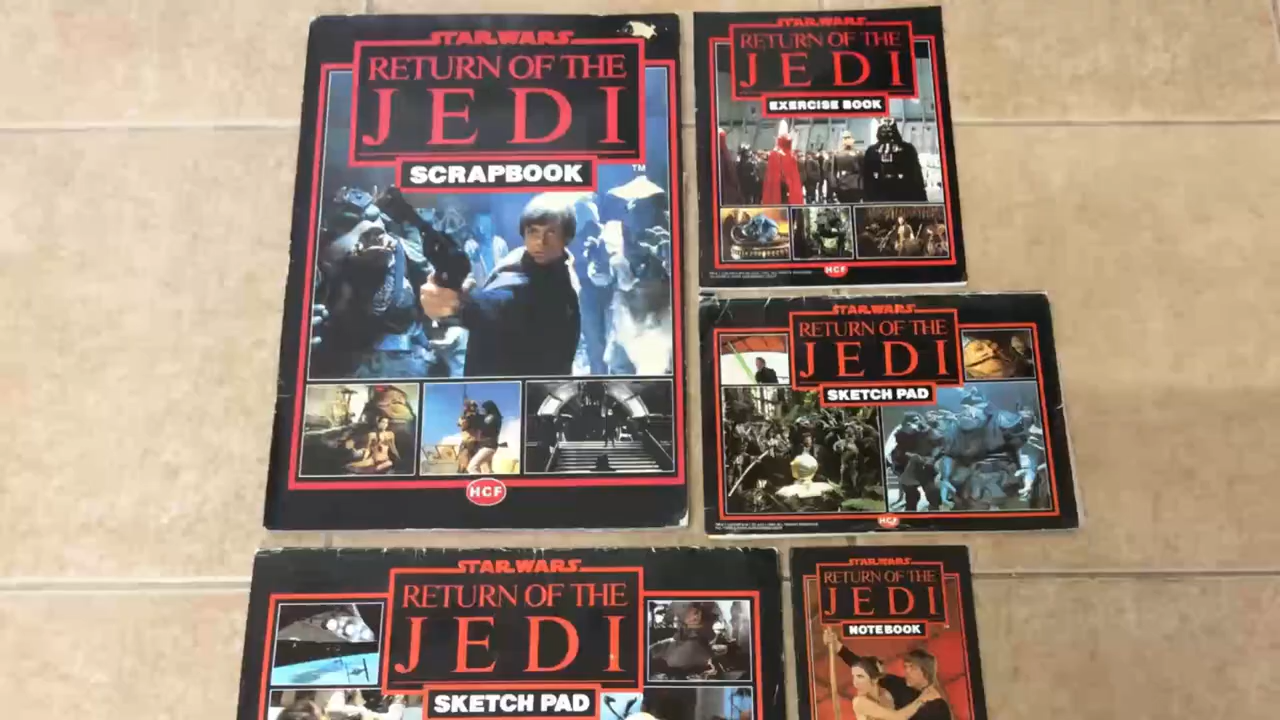 STAR WARS
RETURN OF THE
JEDI
SCRAPBOOK
TM
HCF
STAR WARS
RETURN OF THE
JEDI
EXERCISE BOOK
HCF
STAR WARS
RETURN OF THE
JEDI
SKETCH PAD
HCF
STAR WARS
RETURN OF THE
JEDI
SKETCH PAD
STAR WARS
RETURN OF THE
JEDI
NOTEBOOK